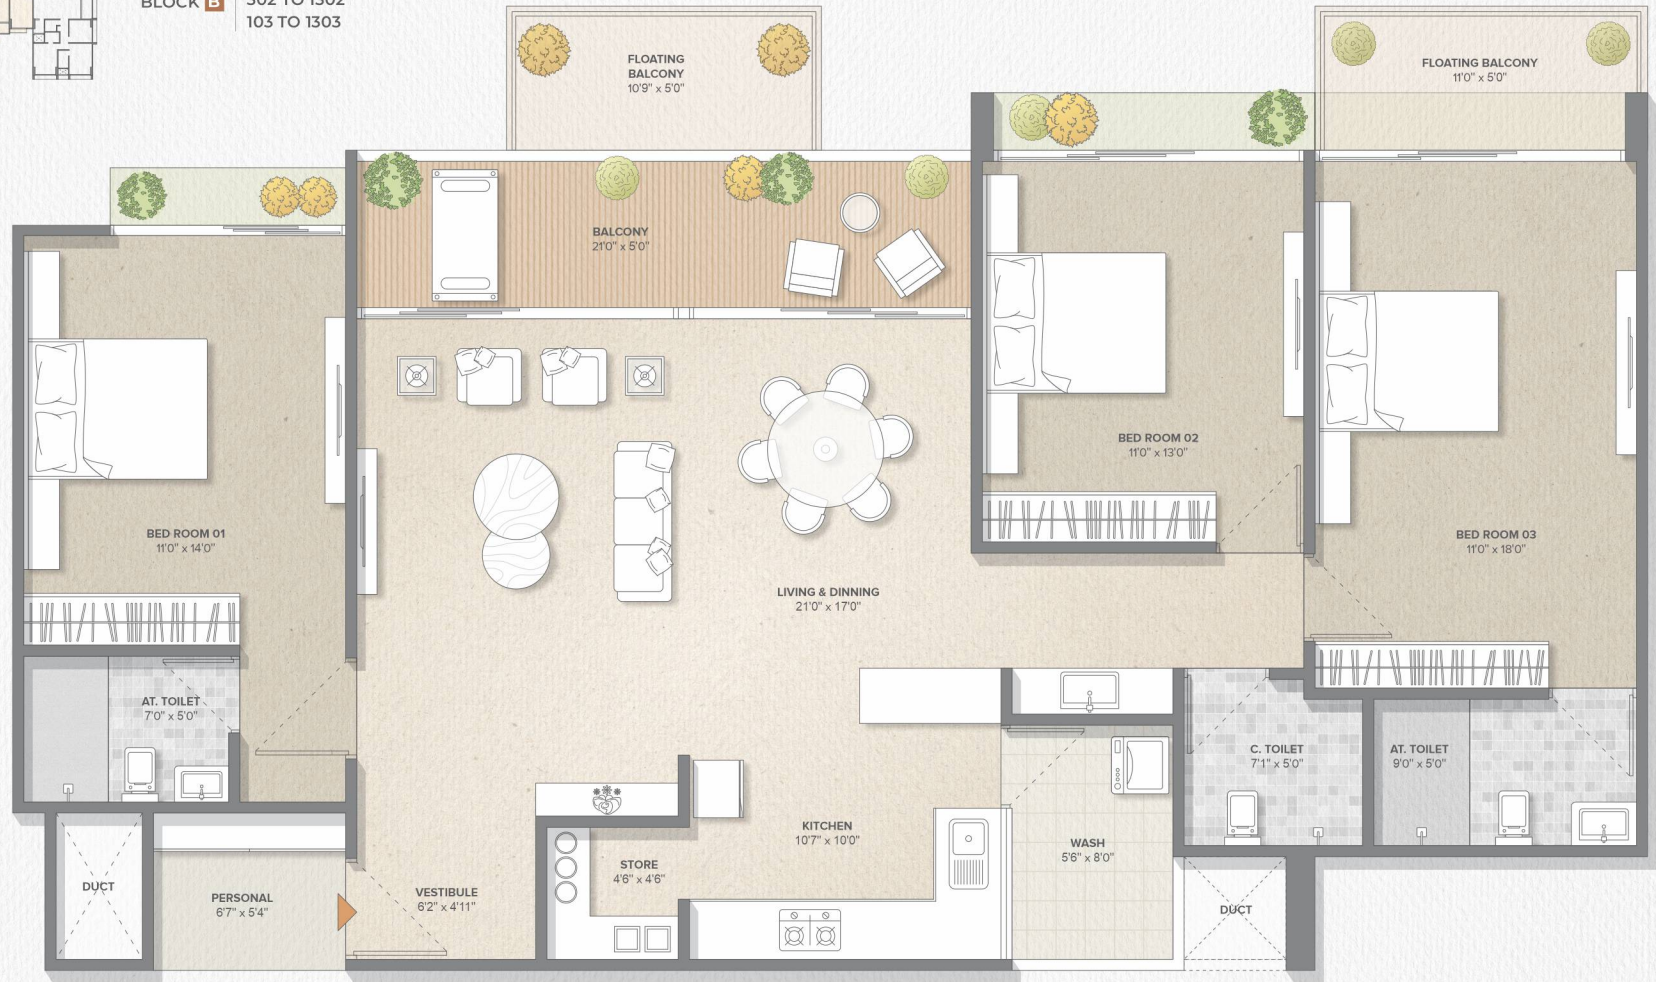 BLOCK B
302 TO 1302
103 TO 1303
FLOATING
BALCONY
10'9" x 5'0"
FLOATING BALCONY
11'0" x 5'0"
BALCONY
21'0" x 5'0"
BED ROOM 02
11'0" x 13'0"
BED ROOM 01
11'0" x 14'0"
BED ROOM 03
11'0" x 18'0"
LIVING & DINNING
21'0" x 17'0"
AT. TOILET
7'0" x 5'0"
C. TOILET
7'1" x 5'0"
AT. TOILET
9'0" x 5'0"
KITCHEN
10'7" x 10'0"
WASH
5'6" x 8'0"
STORE
4'6" x 4'6"
DUCT
PERSONAL
6'7" x 5'4"
VESTIBULE
6'2" x 4'11"
DUCT